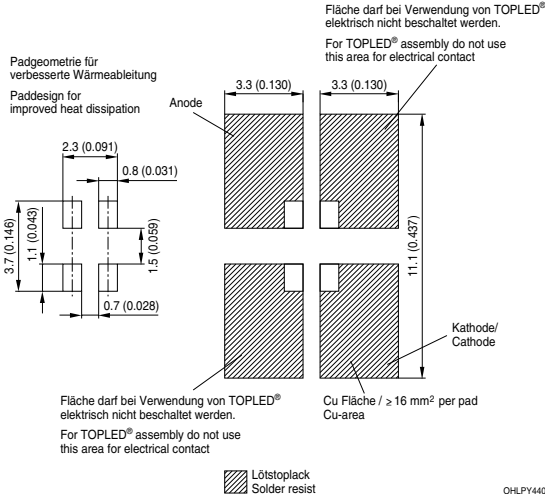 Fläche darf bei Verwendung von TOPLED®
elektrisch nicht beschaltet werden.
For TOPLED® assembly do not use
this area for electrical contact
Padgeometrie für
verbesserte Wärmeableitung
Paddesign for
improved heat dissipation
Anode
3.3 (0.130)
3.3 (0.130)
2.3 (0.091)
0.8 (0.031)
3.7 (0.146)
1.1 (0.043)
1.5 (0.059)
11.1 (0.437)
0.7 (0.028)
Kathode/
Cathode
Fläche darf bei Verwendung von TOPLED®
elektrisch nicht beschaltet werden.
For TOPLED® assembly do not use
this area for electrical contact
Cu Fläche / ≥ 16 mm² per pad
Cu-area
Lötstoplack
Solder resist
OHLPY440